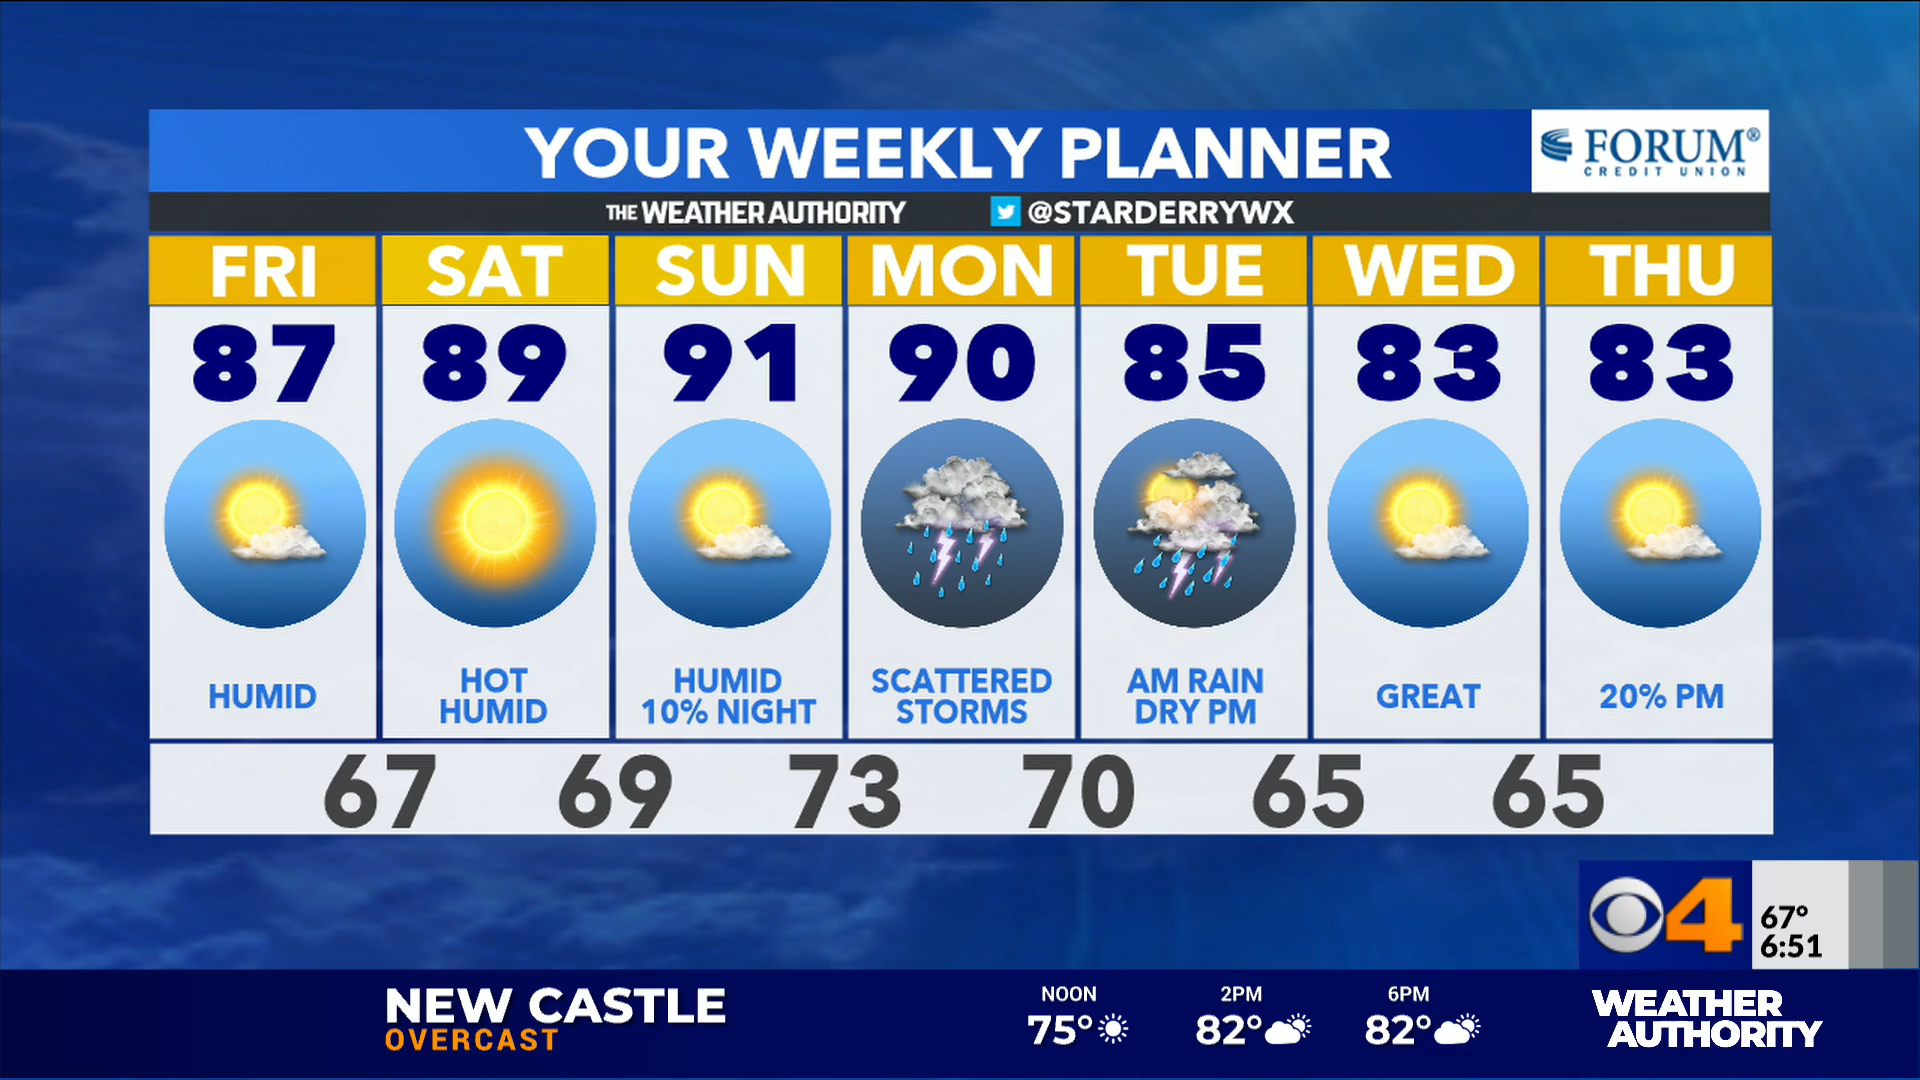 YOUR WEEKLY PLANNER
FORUM®
CREDIT UNION
THE WEATHER AUTHORITY @STARDERRYWX
FRI SAT SUN MON TUE WED THU
87 89 91 90 85 83 83
HUMID
HOT
HUMID
HUMID
10% NIGHT
SCATTERED
STORMS
AM RAIN
DRY PM
GREAT
20% PM
67 69 73 70 65 65
4
67°
6:51
NEW CASTLE
OVERCAST
NOON 2PM 6PM
75° 82° 82°
WEATHER
AUTHORITY